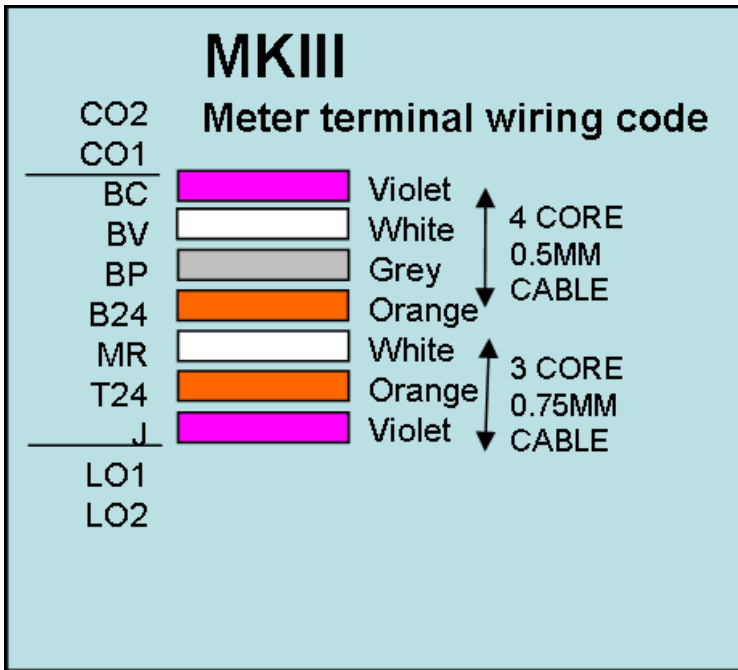 MKIII
Meter terminal wiring code
CO2
CO1
BC Violet
BV White
BP Grey
B24 Orange
4 CORE
0.5MM
CABLE
MR White
T24 Orange
J Violet
3 CORE
0.75MM
CABLE
LO1
LO2